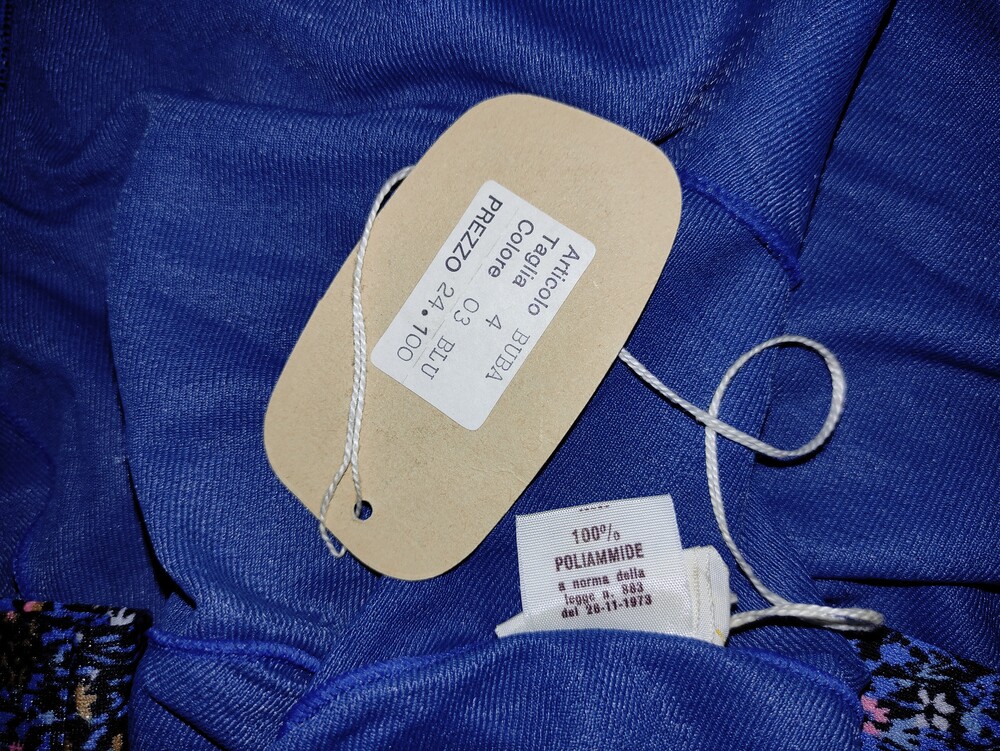 Articolo BUBA
Taglia 4
Colore 03 BLU
PREZZO 24.100
100%
POLIAMMIDE
a norma della
legge n. 883
del 26-11-1973